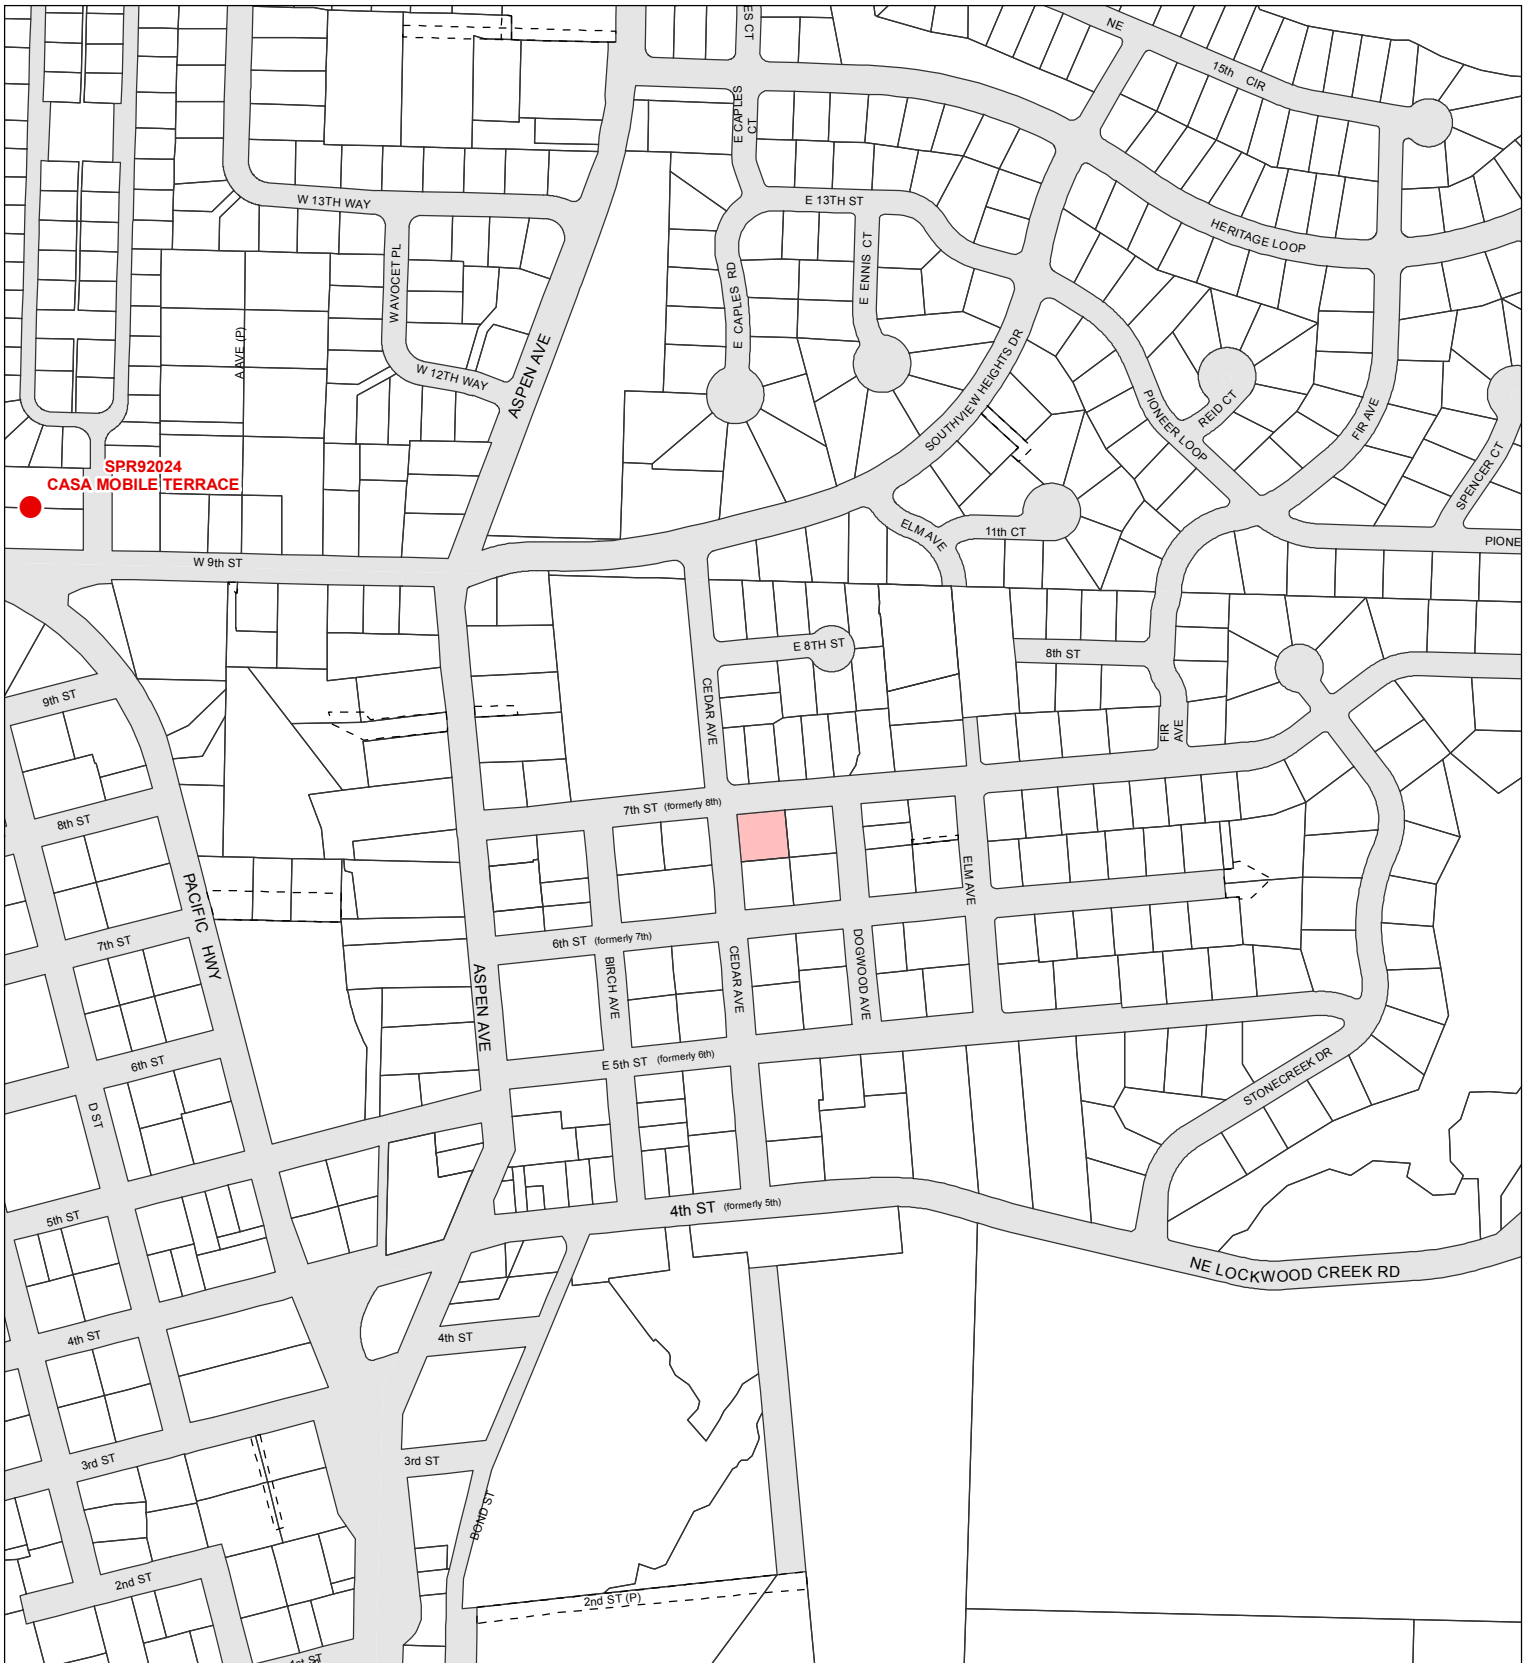 NE
15th CIR
ES CT
E CAPLES
CT
W 13TH WAY
E 13TH ST
HERITAGE LOOP
W AVOCET PL
E ENNIS CT
E CAPLES RD
A AVE (P)
ASPEN AVE
W 12TH WAY
SOUTHVIEW HEIGHTS DR
PIONEER LOOP
REID CT
FIR AVE
SPENCER CT
SPR92024
CASA MOBILE TERRACE
ELM AVE
11th CT
PIONE
W 9th ST
E 8TH ST
8th ST
9th ST
CEDAR AVE
FIR
AVE
7th ST (formerly 8th)
8th ST
PACIFIC HWY
ELM AVE
7th ST
6th ST (formerly 7th)
ASPEN AVE
BIRCH AVE
CEDAR AVE
DOGWOOD AVE
6th ST
E 5th ST (formerly 6th)
STONECREEK DR
D ST
5th ST
4th ST (formerly 5th)
NE LOCKWOOD CREEK RD
4th ST
4th ST
3rd ST
3rd ST
BOND ST
2nd ST
2nd ST (P)
1st ST